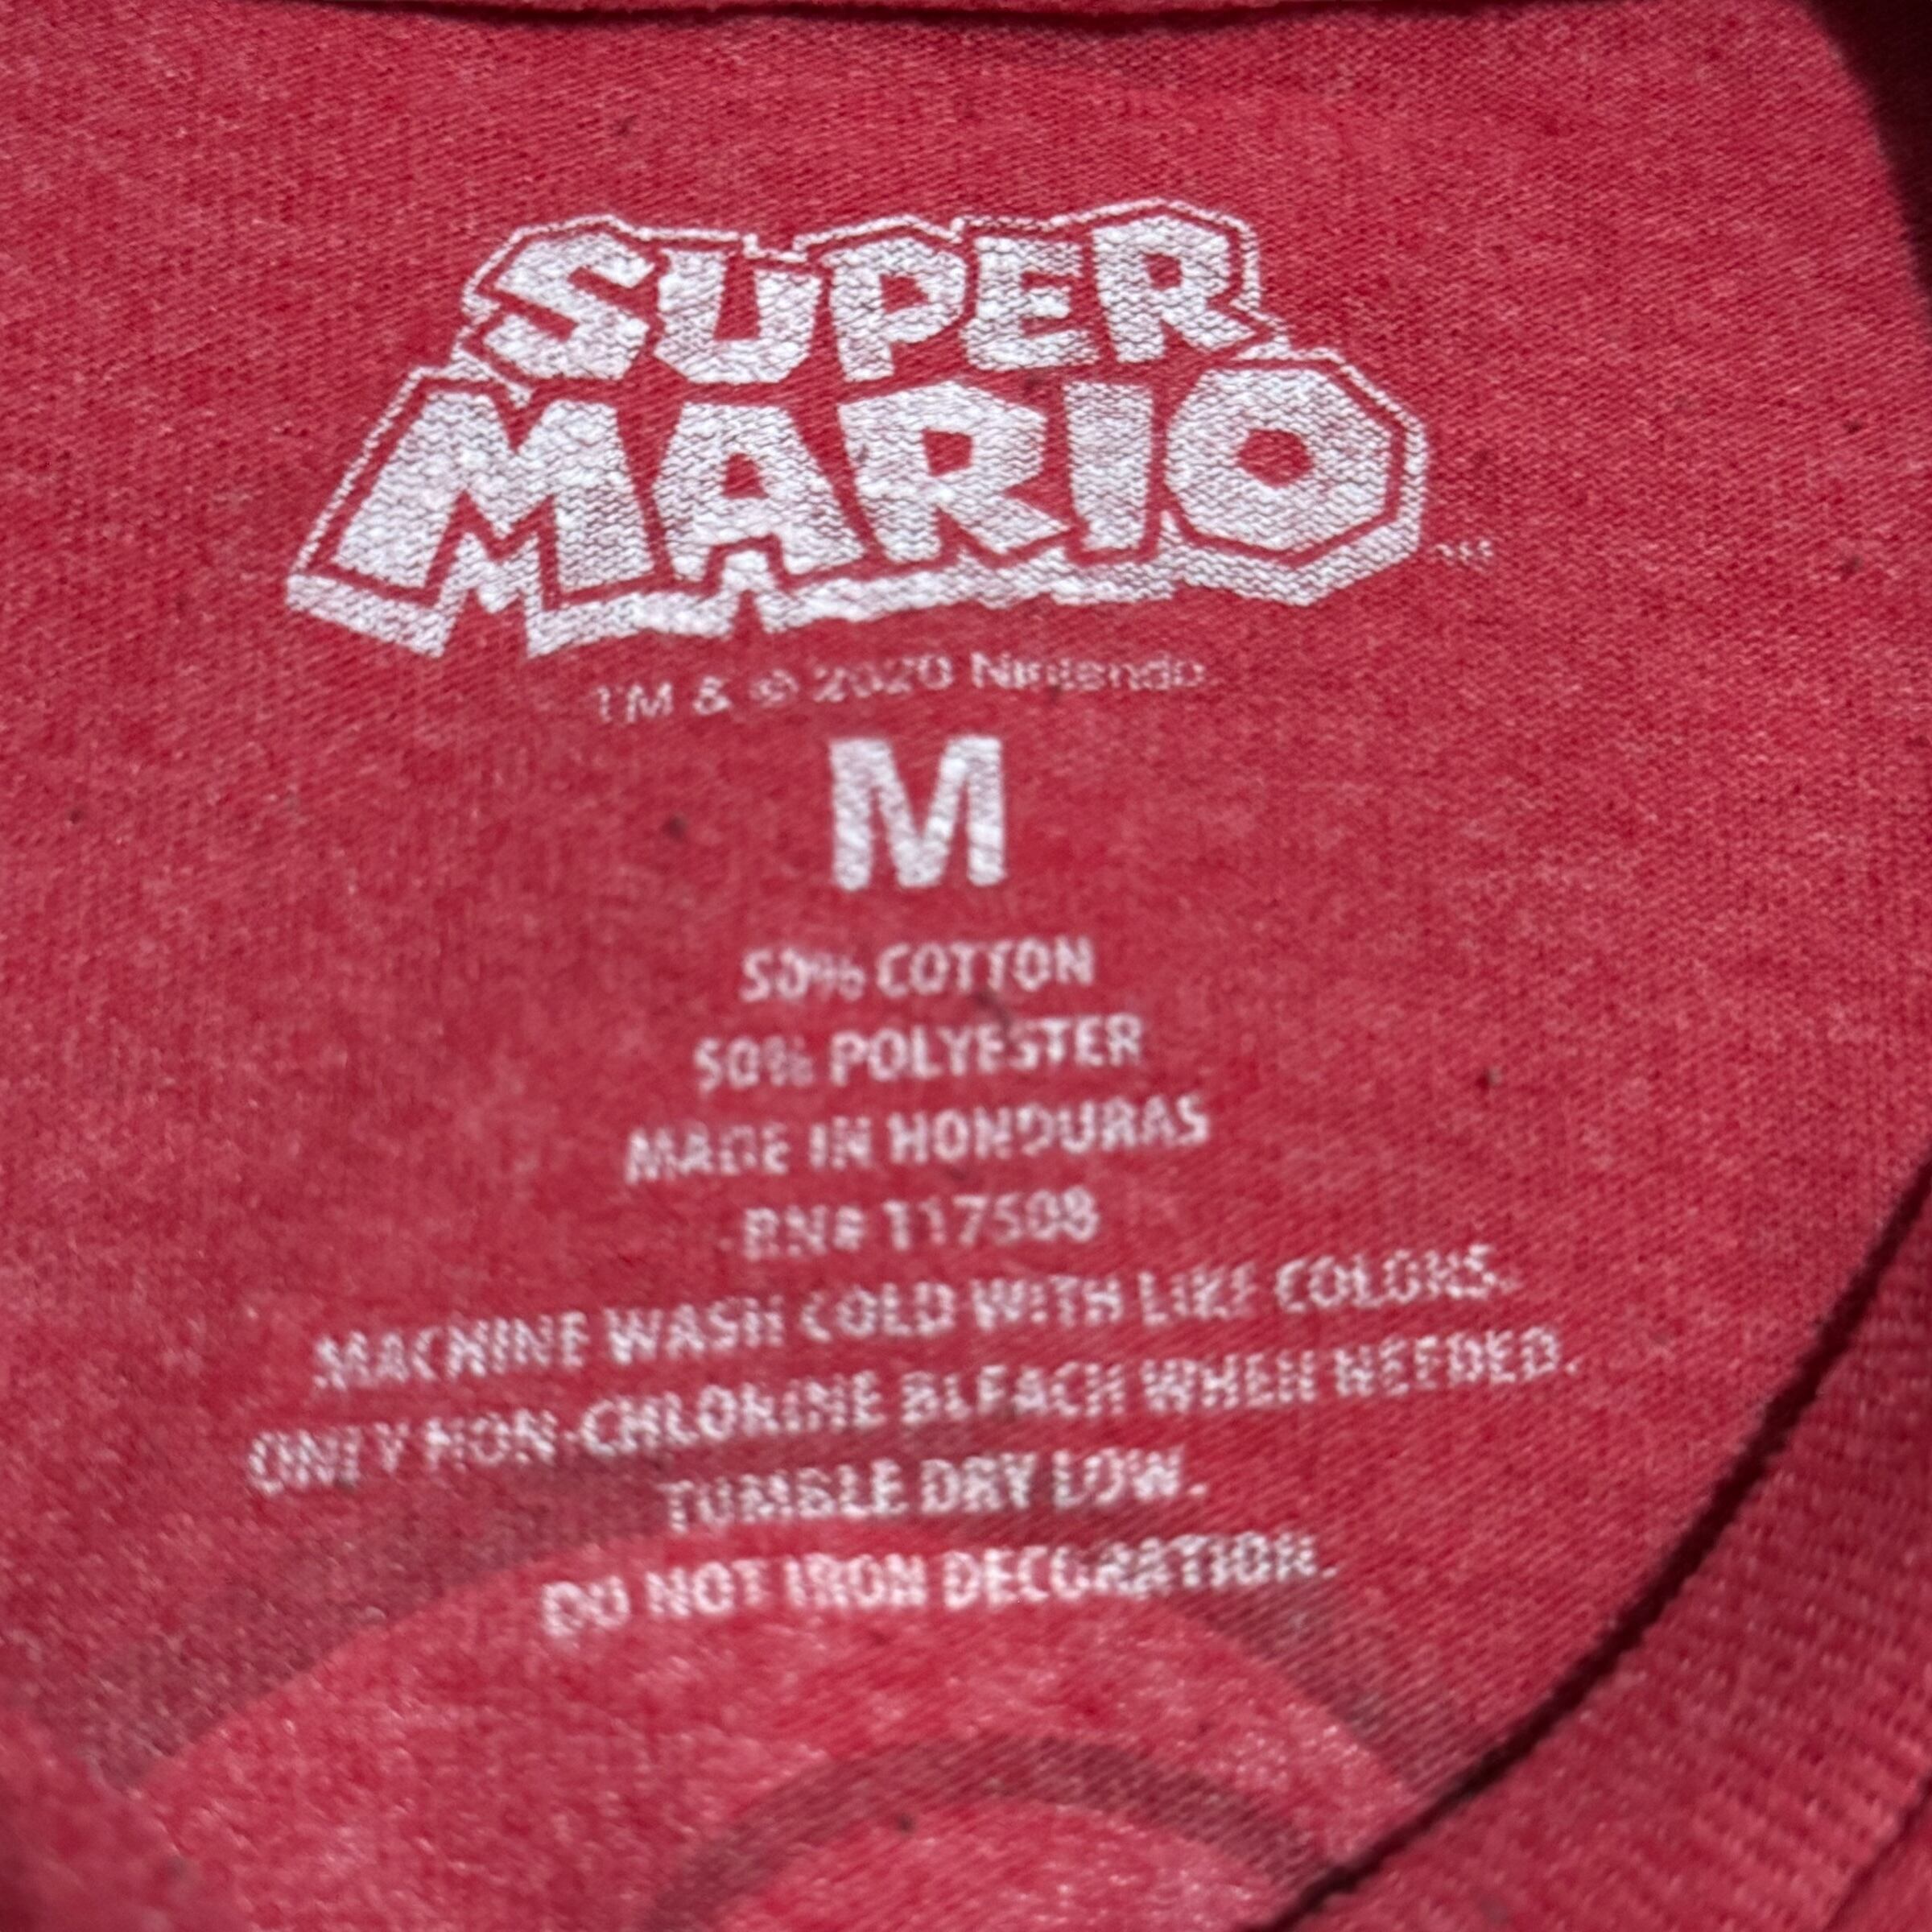 SUPER
MARIO
TM
TM & © 2020 Nintendo
M
50% COTTON
50% POLYESTER
MADE IN HONDURAS
RN# 117508
MACHINE WASH COLD WITH LIKE COLORS.
ONLY NON-CHLORINE BLEACH WHEN NEEDED.
TUMBLE DRY LOW.
DO NOT IRON DECORATION.